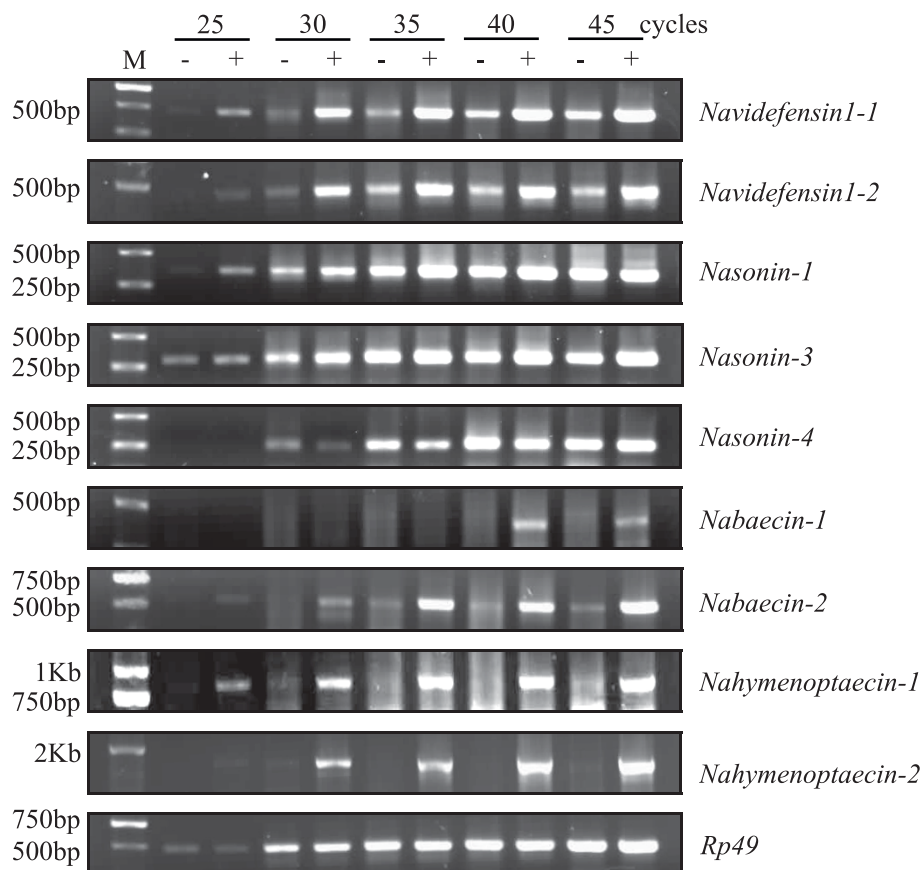 25 30 35 40 45 cycles
M - + - + - + - + - +
500bp Navidefensin1-1
500bp Navidefensin1-2
500bp
250bp Nasonin-1
500bp
250bp Nasonin-3
500bp
250bp Nasonin-4
500bp Nabaecin-1
750bp
500bp Nabaecin-2
1Kb
750bp Nahymenoptaecin-1
2Kb Nahymenoptaecin-2
750bp
500bp Rp49